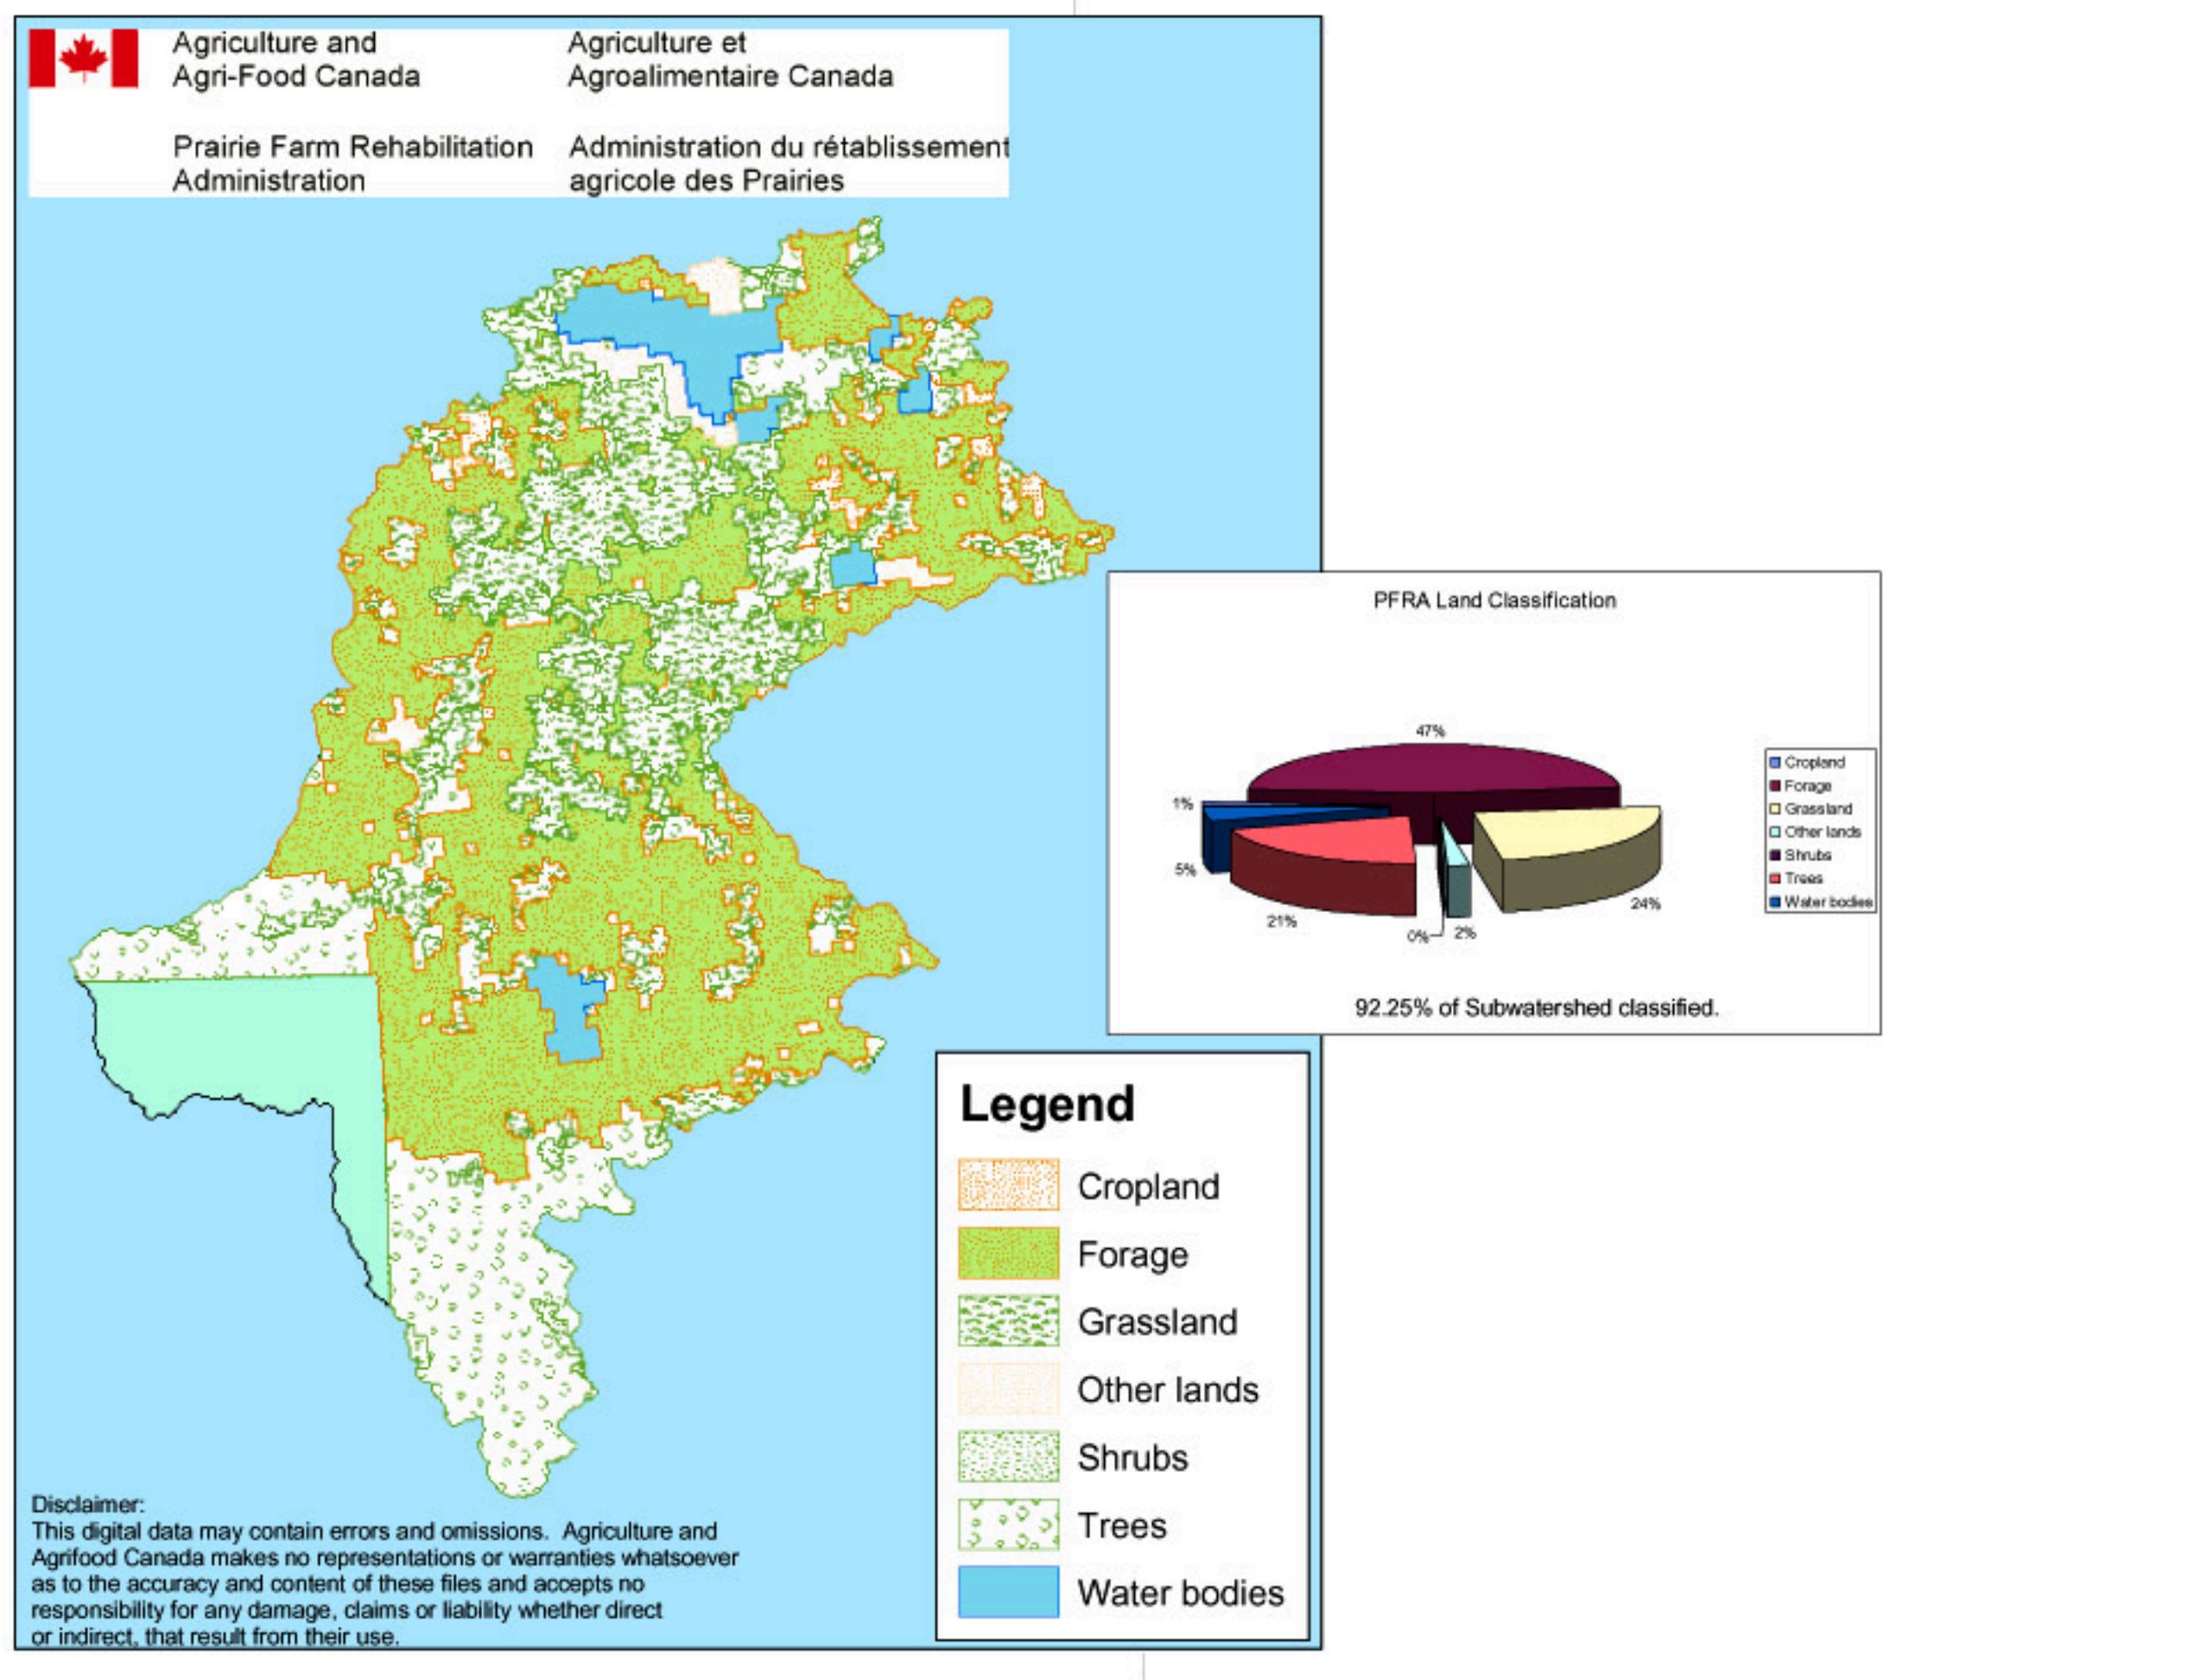 Agriculture and
Agri-Food Canada
Agriculture et
Agroalimentaire Canada
Prairie Farm Rehabilitation
Administration
Administration du rétablissement
agricole des Prairies
PFRA Land Classification
47%
1%
5%
21%
0%
2%
24%
Cropland
Forage
Grassland
Other lands
Shrubs
Trees
Water bodies
92.25% of Subwatershed classified.
Legend
Cropland
Forage
Grassland
Other lands
Shrubs
Trees
Water bodies
Disclaimer:
This digital data may contain errors and omissions. Agriculture and
Agrifood Canada makes no representations or warranties whatsoever
as to the accuracy and content of these files and accepts no
responsibility for any damage, claims or liability whether direct
or indirect, that result from their use.